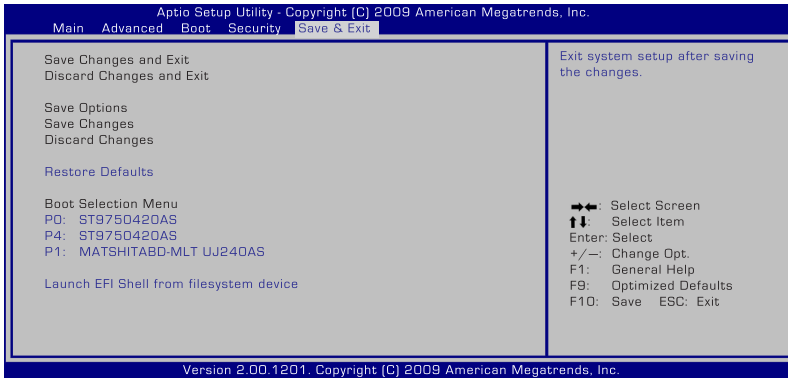 Aptio Setup Utility - Copyright (C) 2009 American Megatrends, Inc.
Main Advanced Boot Security Save & Exit
Save Changes and Exit
Discard Changes and Exit
Save Options
Save Changes
Discard Changes
Restore Defaults
Boot Selection Menu
P0: ST9750420AS
P4: ST9750420AS
P1: MATSHITABD-MLT UJ240AS
Launch EFI Shell from filesystem device
Exit system setup after saving
the changes.
→←: Select Screen
↑↓: Select Item
Enter: Select
+/—: Change Opt.
F1: General Help
F9: Optimized Defaults
F10: Save ESC: Exit
Version 2.00.1201. Copyright (C) 2009 American Megatrends, Inc.